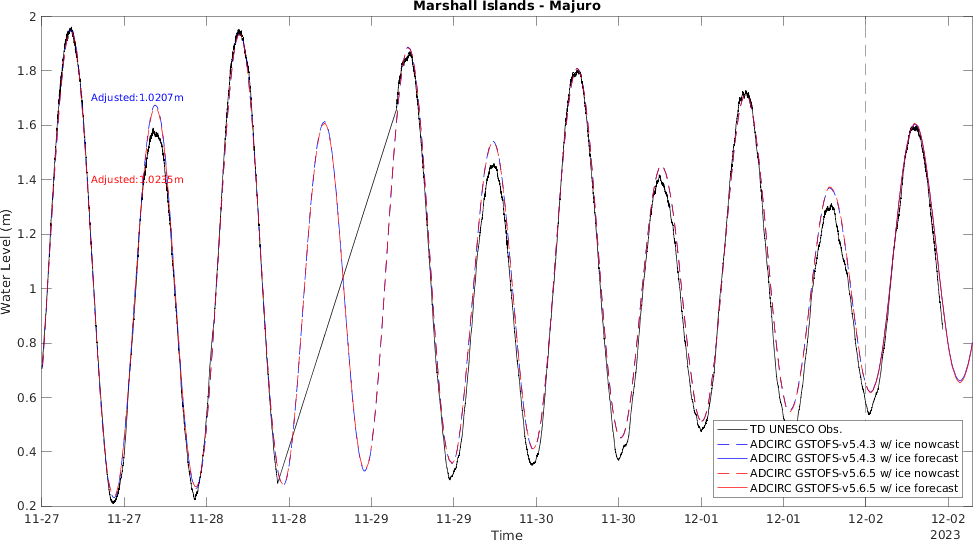 Marshall Islands - Majuro
Water Level (m)
2
1.8
1.6
1.4
1.2
1
0.8
0.6
0.4
0.2
Adjusted:1.0207m
Adjusted:1.0235m
TD UNESCO Obs.
ADCIRC GSTOFS-v5.4.3 w/ ice nowcast
ADCIRC GSTOFS-v5.4.3 w/ ice forecast
ADCIRC GSTOFS-v5.6.5 w/ ice nowcast
ADCIRC GSTOFS-v5.6.5 w/ ice forecast
11-27 11-27 11-28 11-28 11-29 11-29 11-30 11-30 12-01 12-01 12-02 12-02
2023
Time